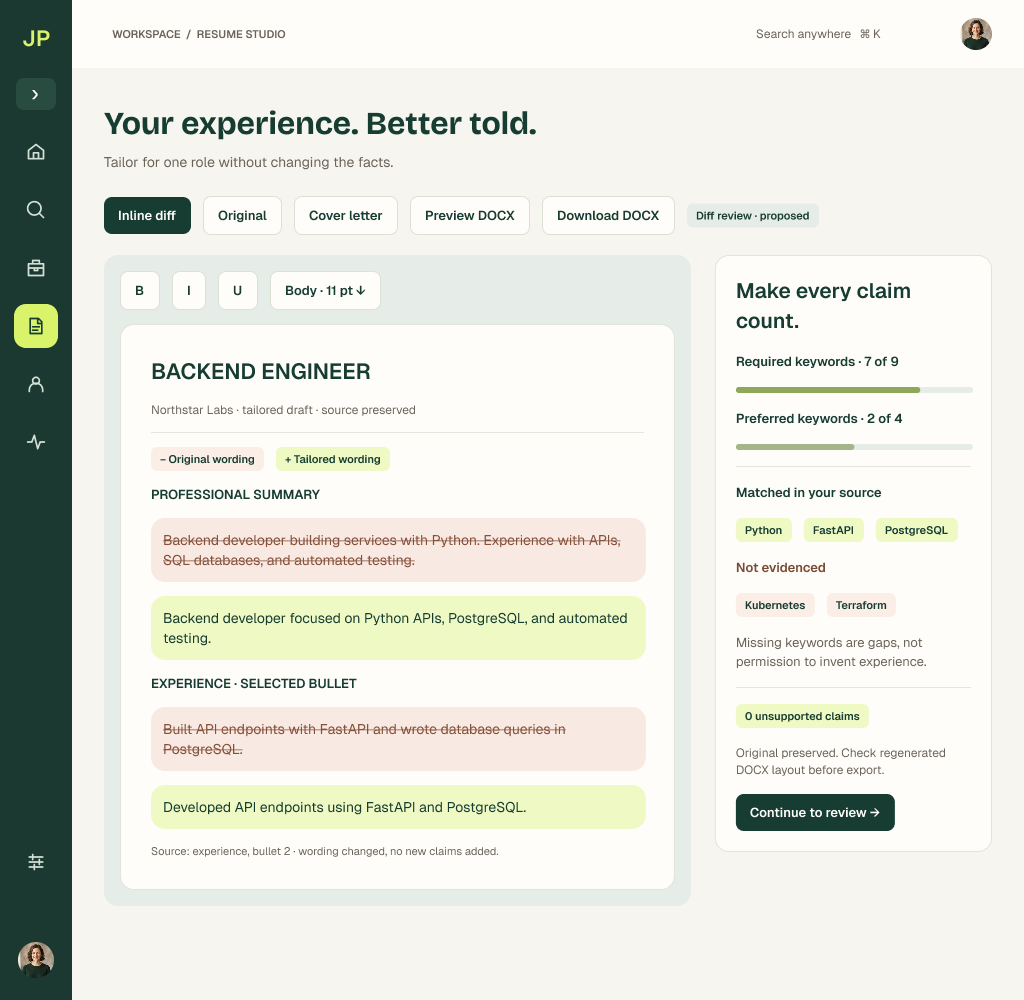 JP
WORKSPACE / RESUME STUDIO
Search anywhere ⌘ K
Your experience. Better told.
Tailor for one role without changing the facts.
Inline diff
Original
Cover letter
Preview DOCX
Download DOCX
Diff review · proposed
B
I
U
Body · 11 pt ↓
BACKEND ENGINEER
Northstar Labs · tailored draft · source preserved
– Original wording
+ Tailored wording
PROFESSIONAL SUMMARY
Backend developer building services with Python. Experience with APIs,
SQL databases, and automated testing.
Backend developer focused on Python APIs, PostgreSQL, and automated
testing.
EXPERIENCE · SELECTED BULLET
Built API endpoints with FastAPI and wrote database queries in
PostgreSQL.
Developed API endpoints using FastAPI and PostgreSQL.
Source: experience, bullet 2 · wording changed, no new claims added.
Make every claim
count.
Required keywords · 7 of 9
Preferred keywords · 2 of 4
Matched in your source
Python
FastAPI
PostgreSQL
Not evidenced
Kubernetes
Terraform
Missing keywords are gaps, not
permission to invent experience.
0 unsupported claims
Original preserved. Check regenerated
DOCX layout before export.
Continue to review →